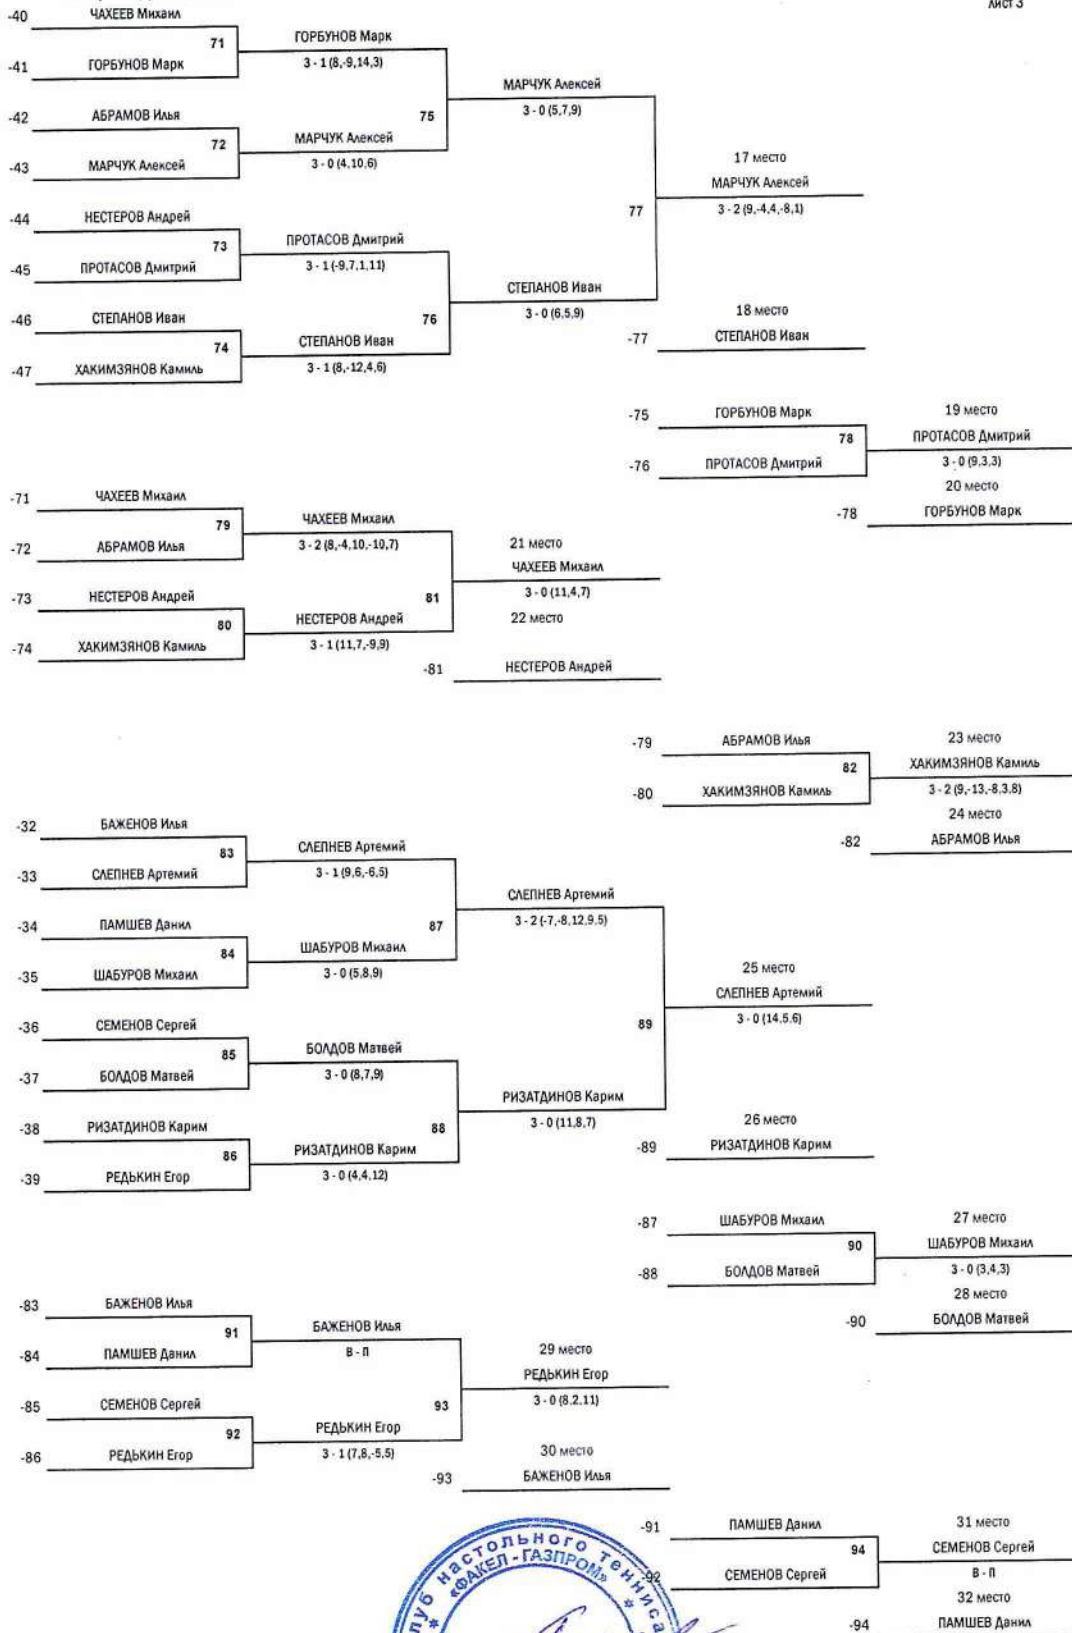 лист 3
-40 ЧАХЕЕВ Михаил
71
ГОРБУНОВ Марк
-41 ГОРБУНОВ Марк
3 - 1 (8,-9,14,3)
МАРЧУК Алексей
-42 АБРАМОВ Илья
75
3 - 0 (5,7,9)
72
МАРЧУК Алексей
-43 МАРЧУК Алексей
3 - 0 (4,10,6)
17 место
МАРЧУК Алексей
-44 НЕСТЕРОВ Андрей
77
3 - 2 (9,-4,4,-8,1)
73
ПРОТАСОВ Дмитрий
-45 ПРОТАСОВ Дмитрий
3 - 1 (-9,7,1,11)
СТЕПАНОВ Иван
-46 СТЕПАНОВ Иван
76
3 - 0 (6,5,9)
18 место
74
СТЕПАНОВ Иван
-77 СТЕПАНОВ Иван
-47 ХАКИМЗЯНОВ Камиль
3 - 1 (8,-12,4,6)
-75 ГОРБУНОВ Марк
19 место
78
ПРОТАСОВ Дмитрий
-76 ПРОТАСОВ Дмитрий
3 - 0 (9,3,3)
20 место
-71 ЧАХЕЕВ Михаил
-78 ГОРБУНОВ Марк
79
ЧАХЕЕВ Михаил
-72 АБРАМОВ Илья
3 - 2 (8,-4,10,-10,7)
21 место
ЧАХЕЕВ Михаил
-73 НЕСТЕРОВ Андрей
81
3 - 0 (11,4,7)
80
НЕСТЕРОВ Андрей
22 место
-74 ХАКИМЗЯНОВ Камиль
3 - 1 (11,7,-9,9)
-81 НЕСТЕРОВ Андрей
-79 АБРАМОВ Илья
23 место
82
ХАКИМЗЯНОВ Камиль
-80 ХАКИМЗЯНОВ Камиль
3 - 2 (9,-13,-8,3,8)
24 место
-82 АБРАМОВ Илья
-32 БАЖЕНОВ Илья
83
СЛЕПНЕВ Артемий
-33 СЛЕПНЕВ Артемий
3 - 1 (9,6,-6,5)
СЛЕПНЕВ Артемий
-34 ПАМШЕВ Данил
87
3 - 2 (-7,-8,12,9,5)
84
ШАБУРОВ Михаил
-35 ШАБУРОВ Михаил
3 - 0 (5,8,9)
25 место
СЛЕПНЕВ Артемий
-36 СЕМЕНОВ Сергей
89
3 - 0 (14,5,6)
85
БОЛДОВ Матвей
-37 БОЛДОВ Матвей
3 - 0 (8,7,9)
РИЗАТДИНОВ Карим
-38 РИЗАТДИНОВ Карим
88
3 - 0 (11,8,7)
26 место
86
РИЗАТДИНОВ Карим
-89 РИЗАТДИНОВ Карим
-39 РЕДЬКИН Егор
3 - 0 (4,4,12)
-87 ШАБУРОВ Михаил
27 место
90
ШАБУРОВ Михаил
-88 БОЛДОВ Матвей
3 - 0 (3,4,3)
28 место
-83 БАЖЕНОВ Илья
-90 БОЛДОВ Матвей
91
БАЖЕНОВ Илья
-84 ПАМШЕВ Данил
В - П
29 место
РЕДЬКИН Егор
-85 СЕМЕНОВ Сергей
93
3 - 0 (8,2,11)
92
РЕДЬКИН Егор
-86 РЕДЬКИН Егор
3 - 1 (7,8,-5,5)
30 место
-93 БАЖЕНОВ Илья
-91 ПАМШЕВ Данил
31 место
94
СЕМЕНОВ Сергей
-92 СЕМЕНОВ Сергей
В - П
32 место
-94 ПАМШЕВ Данил
настольного тенниса
«ФАКЕЛ - ГАЗПРОМ»